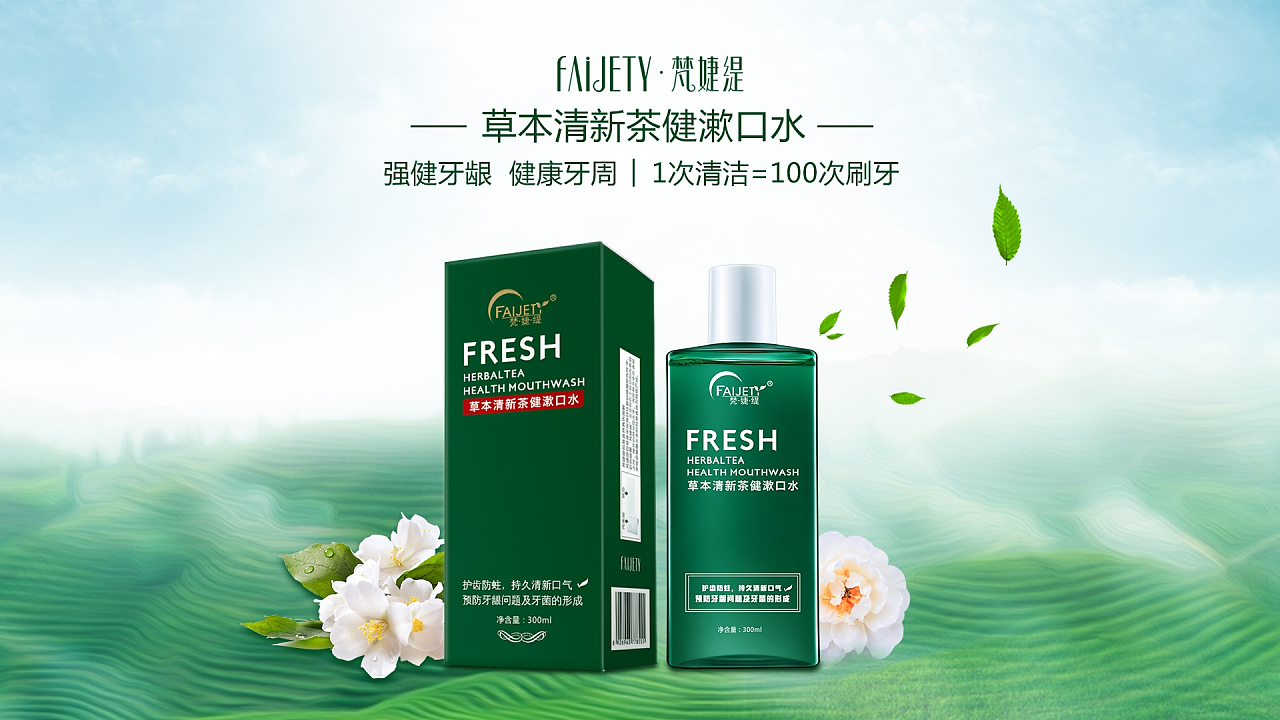 FAiJETY·梵婕缇
草本清新茶健漱口水
强健牙龈 健康牙周 | 1次清洁=100次刷牙
FAIJETY®
梵·婕·缇
FRESH
HERBALTEA
HEALTH MOUTHWASH
草本清新茶健漱口水
护齿防蛀,持久清新口气
预防牙龈问题及牙菌的形成
净含量:300ml
FAIJETY
FAIJETY®
梵·婕·缇
FRESH
HERBALTEA
HEALTH MOUTHWASH
草本清新茶健漱口水
护齿防蛀,持久清新口气
预防牙龈问题及牙菌的形成
净含量:300ml